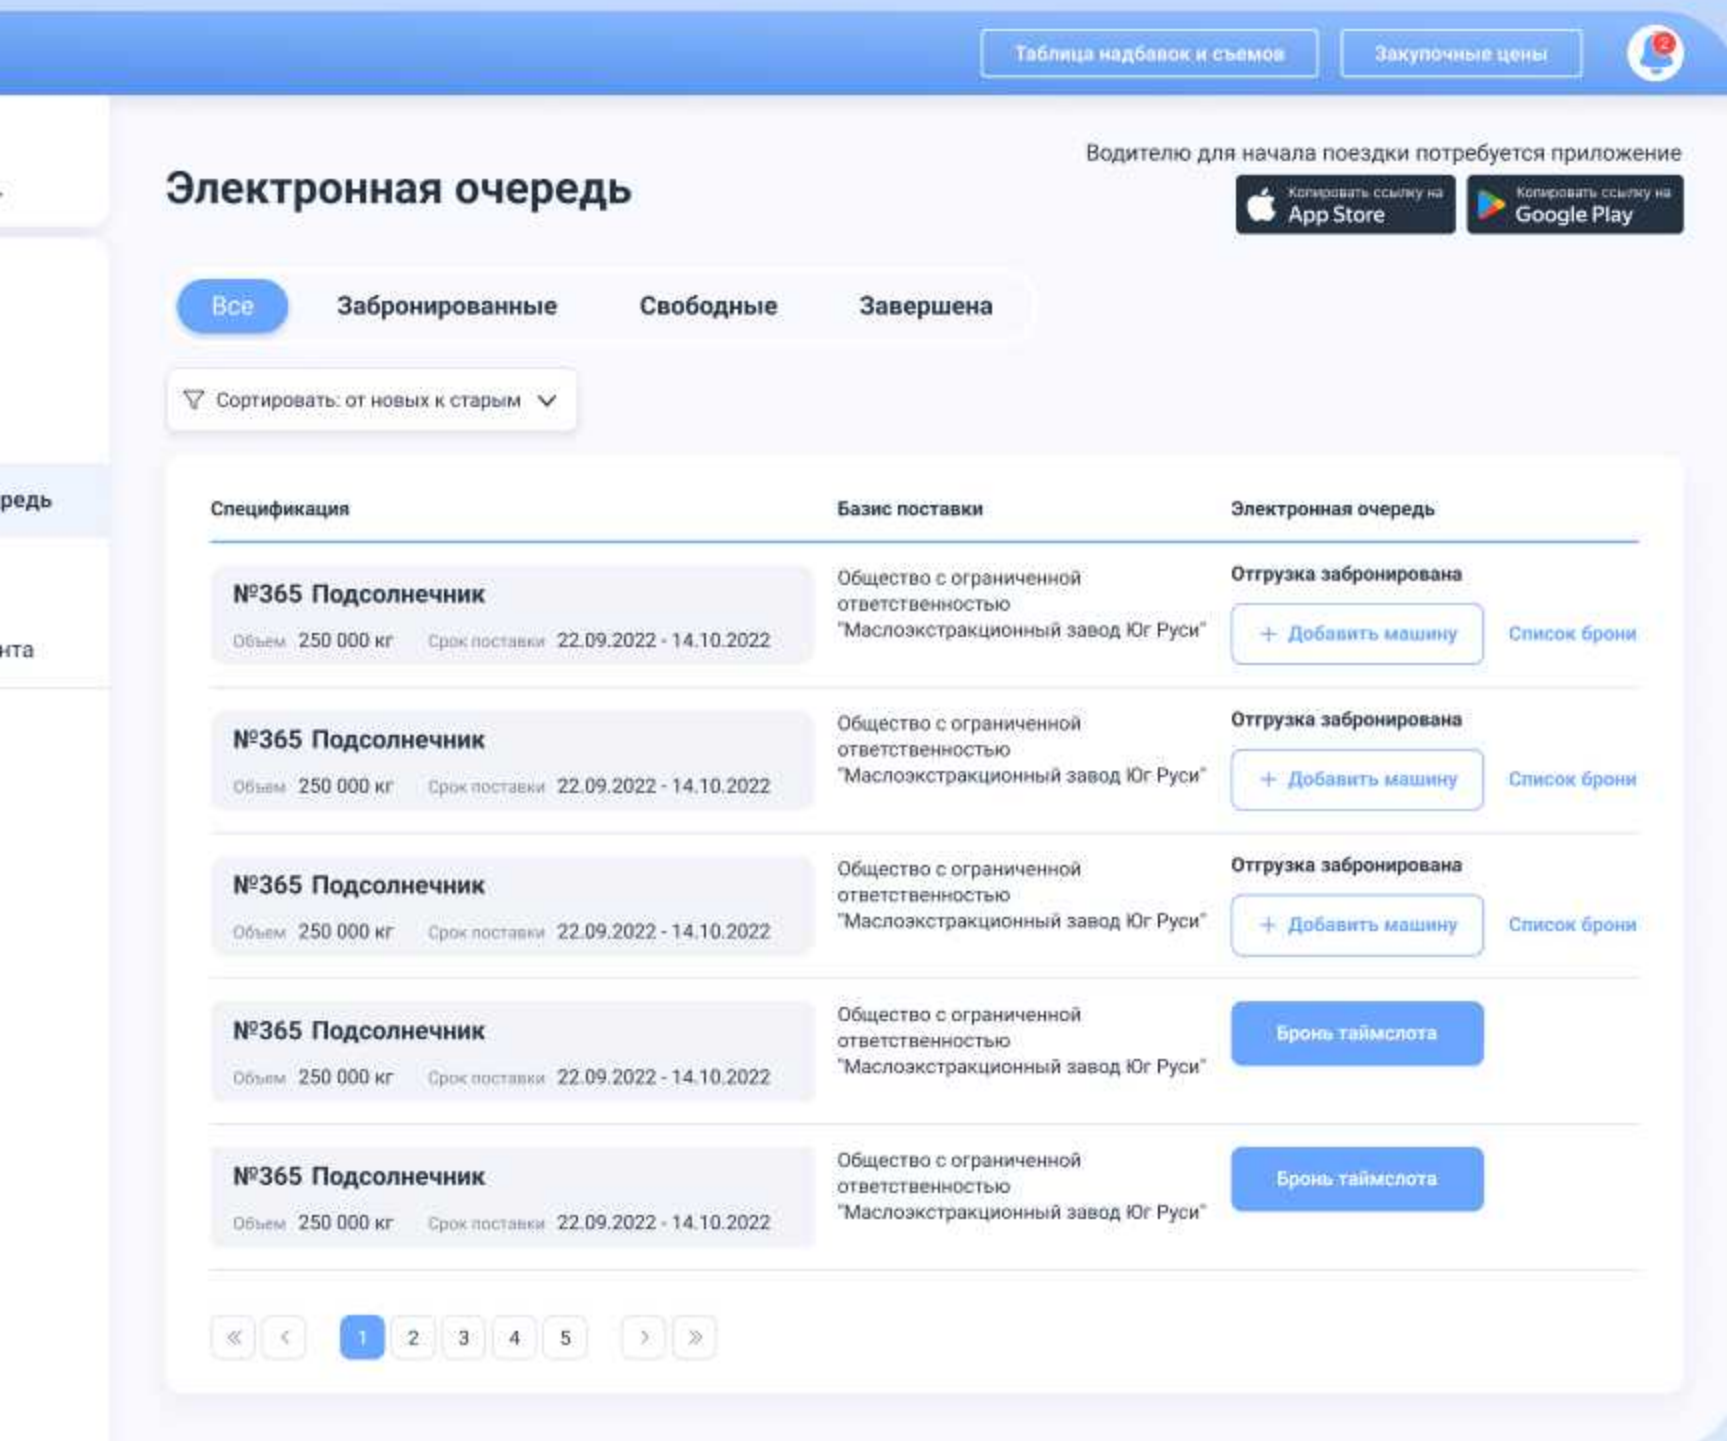 Таблица надбавок и съемов
Закупочные цены
2
Водителю для начала поездки потребуется приложение
Электронная очередь
Копировать ссылку на
App Store
Копировать ссылку на
Google Play
Все
Забронированные
Свободные
Завершена
Сортировать: от новых к старым
редь
нта
Спецификация
Базис поставки
Электронная очередь
№365 Подсолнечник
Объем 250 000 кг Срок поставки 22.09.2022 - 14.10.2022
Общество с ограниченной
ответственностью
"Маслоэкстракционный завод Юг Руси"
Отгрузка забронирована
+ Добавить машину
Список брони
№365 Подсолнечник
Объем 250 000 кг Срок поставки 22.09.2022 - 14.10.2022
Общество с ограниченной
ответственностью
"Маслоэкстракционный завод Юг Руси"
Отгрузка забронирована
+ Добавить машину
Список брони
№365 Подсолнечник
Объем 250 000 кг Срок поставки 22.09.2022 - 14.10.2022
Общество с ограниченной
ответственностью
"Маслоэкстракционный завод Юг Руси"
Отгрузка забронирована
+ Добавить машину
Список брони
№365 Подсолнечник
Объем 250 000 кг Срок поставки 22.09.2022 - 14.10.2022
Общество с ограниченной
ответственностью
"Маслоэкстракционный завод Юг Руси"
Бронь таймслота
№365 Подсолнечник
Объем 250 000 кг Срок поставки 22.09.2022 - 14.10.2022
Общество с ограниченной
ответственностью
"Маслоэкстракционный завод Юг Руси"
Бронь таймслота
« < 1 2 3 4 5 > »